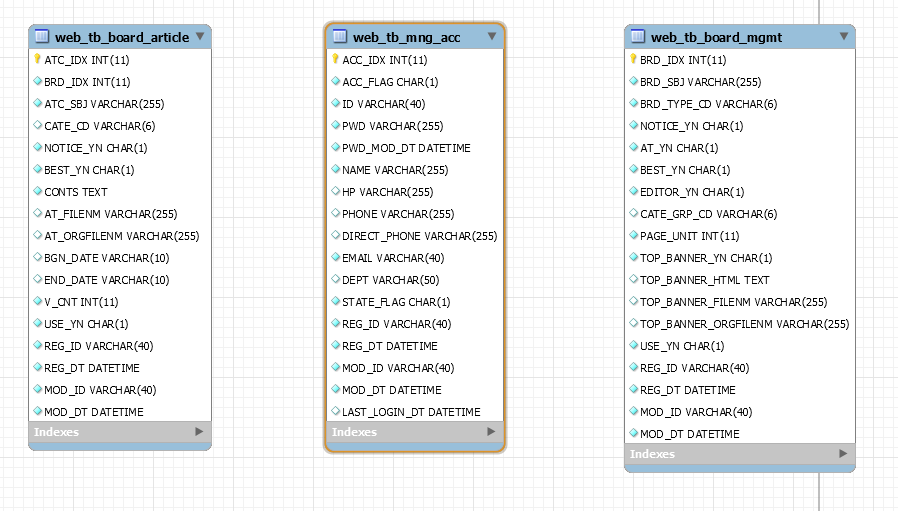 web_tb_board_article
ATC_IDX INT(11)
BRD_IDX INT(11)
ATC_SBJ VARCHAR(255)
CATE_CD VARCHAR(6)
NOTICE_YN CHAR(1)
BEST_YN CHAR(1)
CONTS TEXT
AT_FILENM VARCHAR(255)
AT_ORGFILENM VARCHAR(255)
BGN_DATE VARCHAR(10)
END_DATE VARCHAR(10)
V_CNT INT(11)
USE_YN CHAR(1)
REG_ID VARCHAR(40)
REG_DT DATETIME
MOD_ID VARCHAR(40)
MOD_DT DATETIME
Indexes
web_tb_mng_acc
ACC_IDX INT(11)
ACC_FLAG CHAR(1)
ID VARCHAR(40)
PWD VARCHAR(255)
PWD_MOD_DT DATETIME
NAME VARCHAR(255)
HP VARCHAR(255)
PHONE VARCHAR(255)
DIRECT_PHONE VARCHAR(255)
EMAIL VARCHAR(40)
DEPT VARCHAR(50)
STATE_FLAG CHAR(1)
REG_ID VARCHAR(40)
REG_DT DATETIME
MOD_ID VARCHAR(40)
MOD_DT DATETIME
LAST_LOGIN_DT DATETIME
Indexes
web_tb_board_mgmt
BRD_IDX INT(11)
BRD_SBJ VARCHAR(255)
BRD_TYPE_CD VARCHAR(6)
NOTICE_YN CHAR(1)
AT_YN CHAR(1)
BEST_YN CHAR(1)
EDITOR_YN CHAR(1)
CATE_GRP_CD VARCHAR(6)
PAGE_UNIT INT(11)
TOP_BANNER_YN CHAR(1)
TOP_BANNER_HTML TEXT
TOP_BANNER_FILENM VARCHAR(255)
TOP_BANNER_ORGFILENM VARCHAR(255)
USE_YN CHAR(1)
REG_ID VARCHAR(40)
REG_DT DATETIME
MOD_ID VARCHAR(40)
MOD_DT DATETIME
Indexes